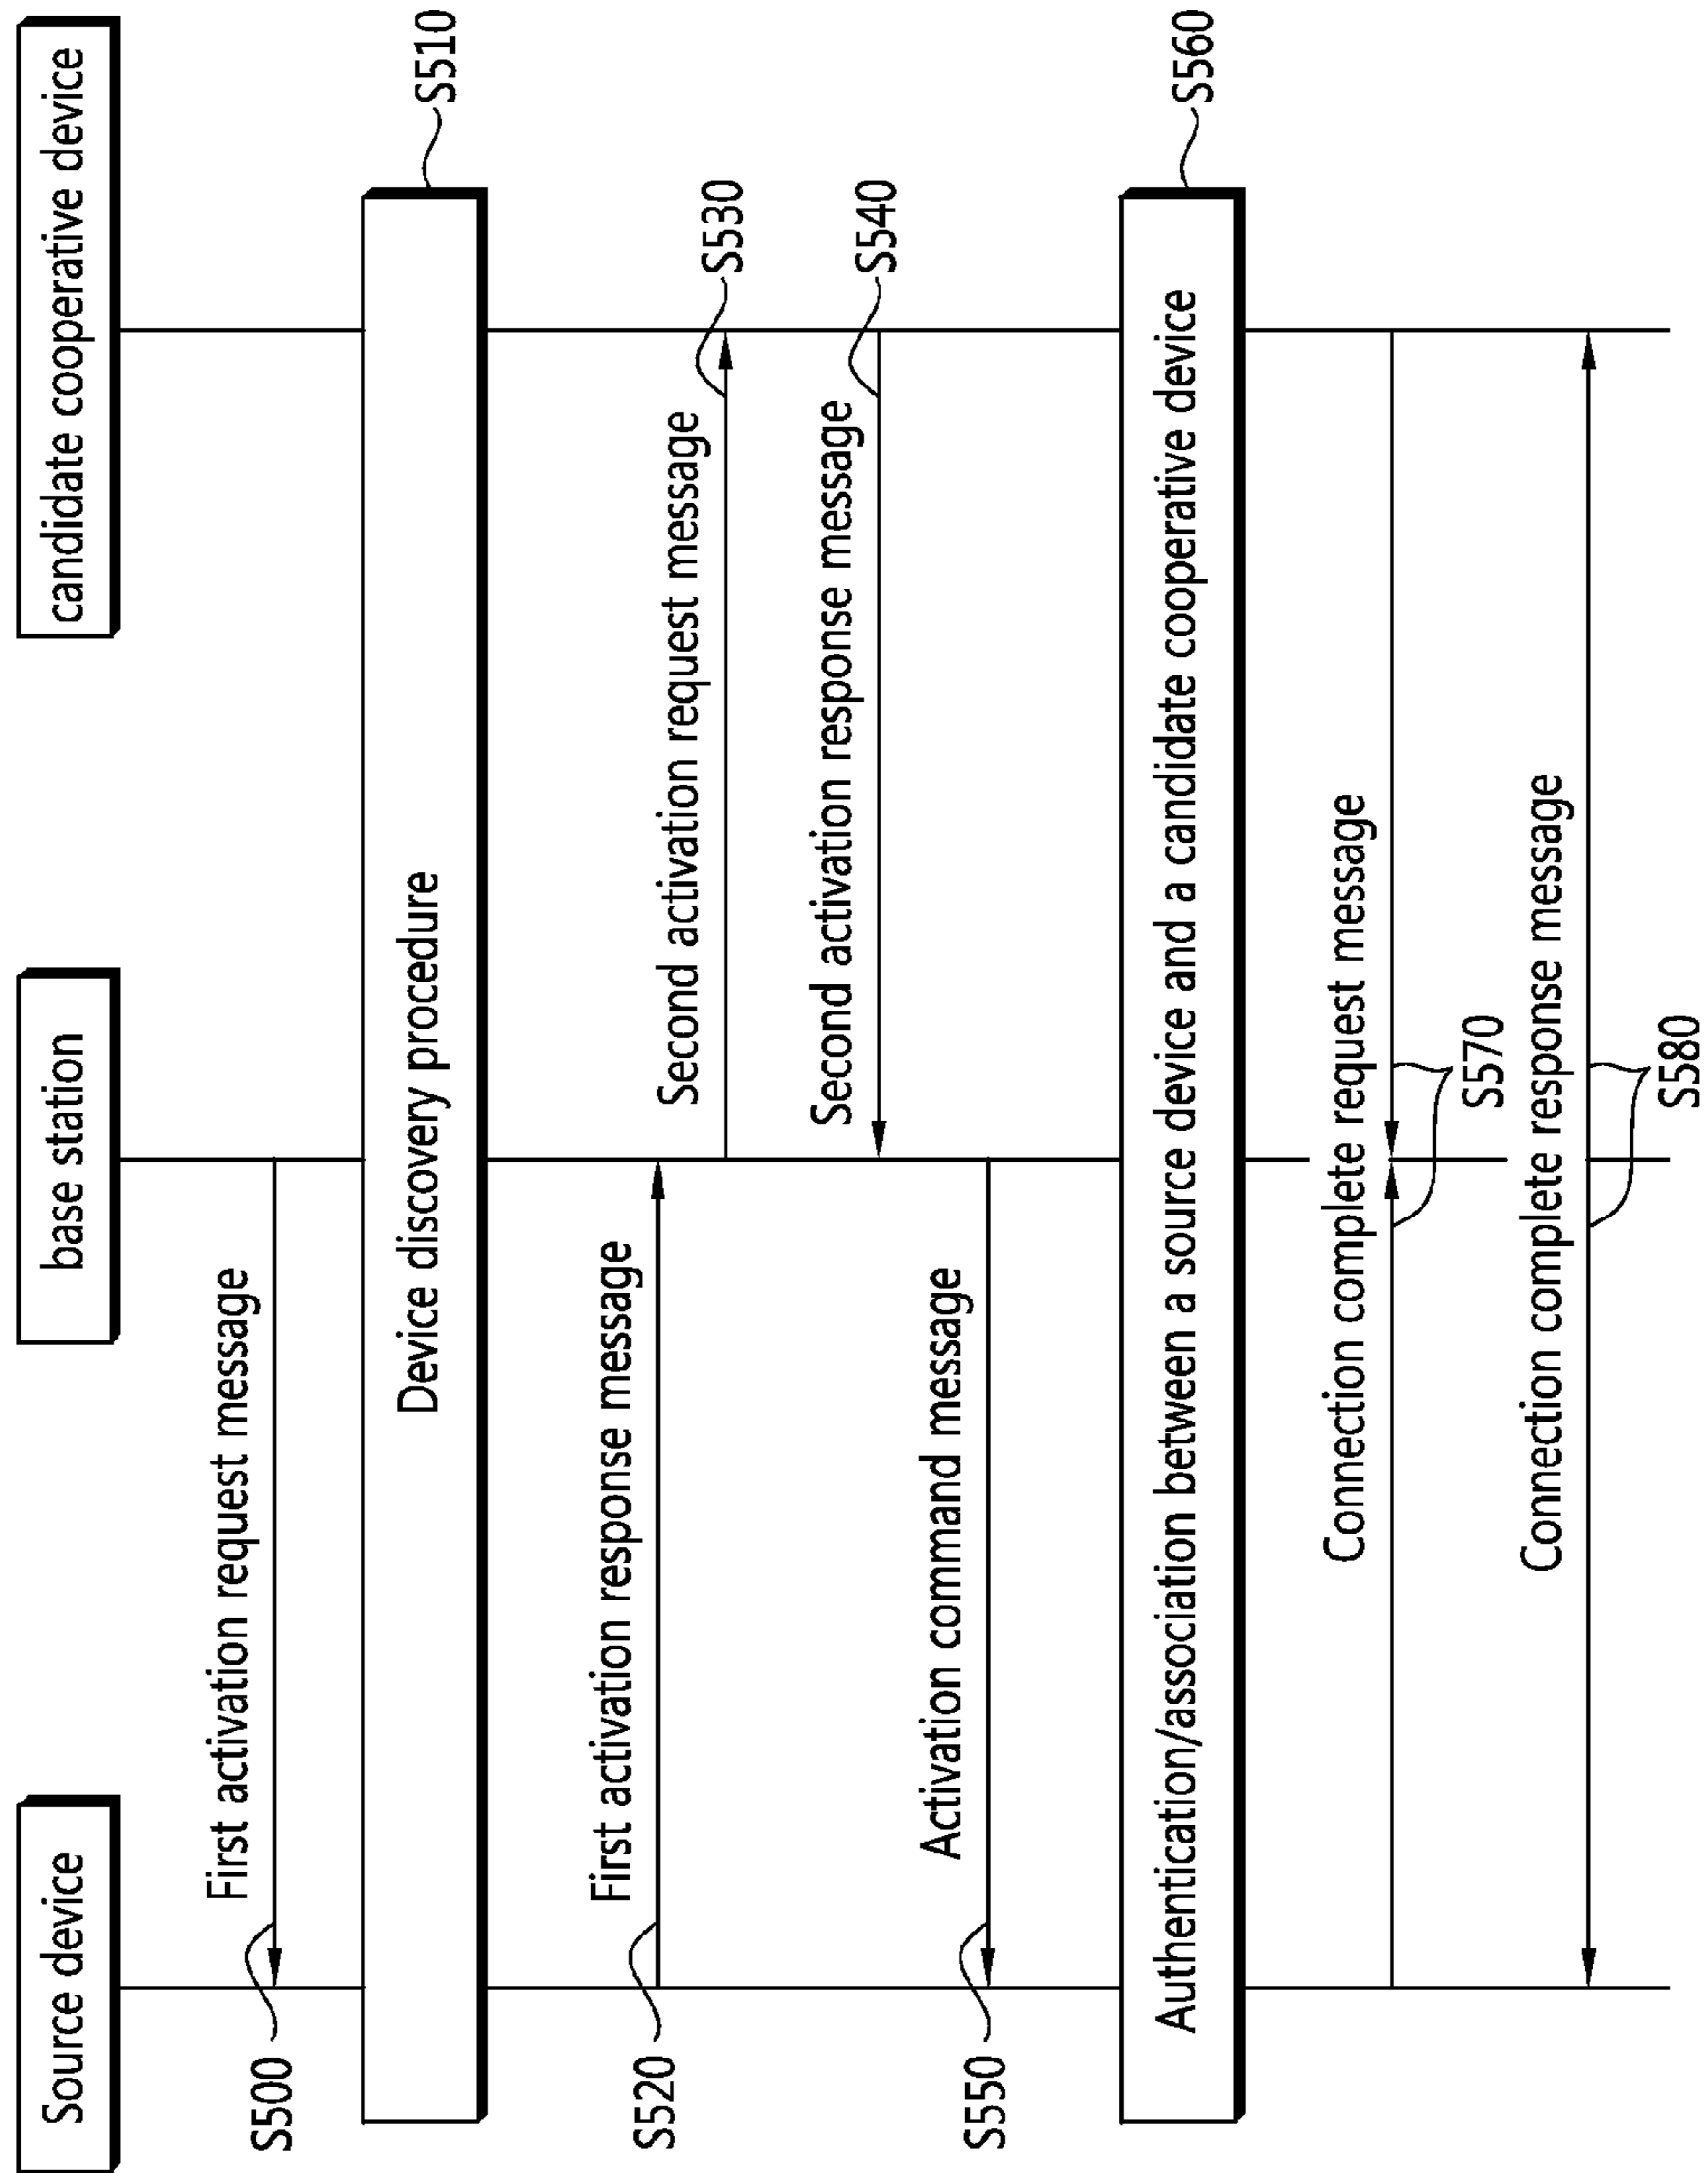 Source device
base station
candidate cooperative device
First activation request message
S500
Device discovery procedure
S510
First activation response message
S520
Second activation request message
S530
Second activation response message
S540
Activation command message
S550
Authentication/association between a source device and a candidate cooperative device
S560
Connection complete request message
S570
Connection complete response message
S580